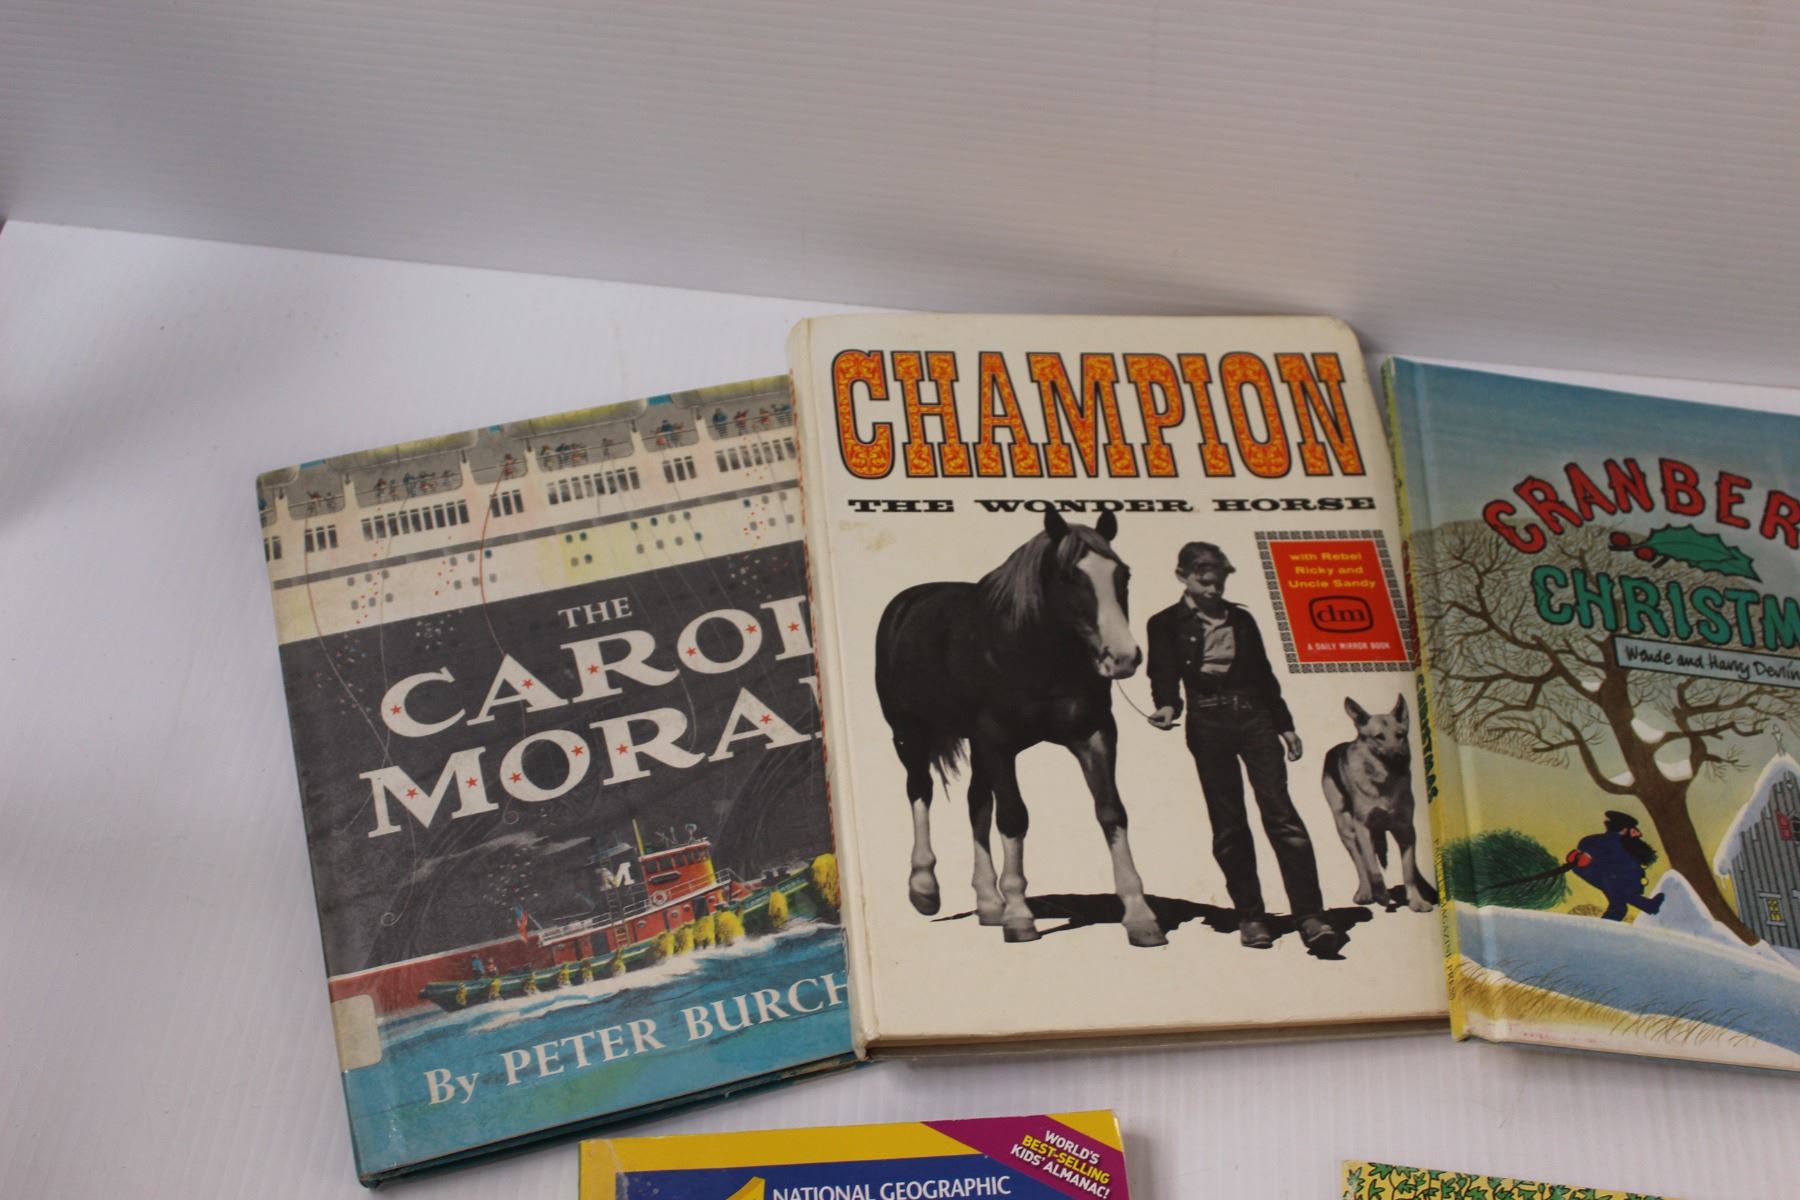 THE
CAROL
MORAN
By PETER BURCH
M
CHAMPION
THE WONDER HORSE
with Rebel
Ricky and
Uncle Sandy
dm
A DAILY MIRROR BOOK
CRANBER
CHRISTM
Wende and Harry Devlin
NATIONAL GEOGRAPHIC
WORLD'S
BEST-SELLING
KIDS' ALMANAC!